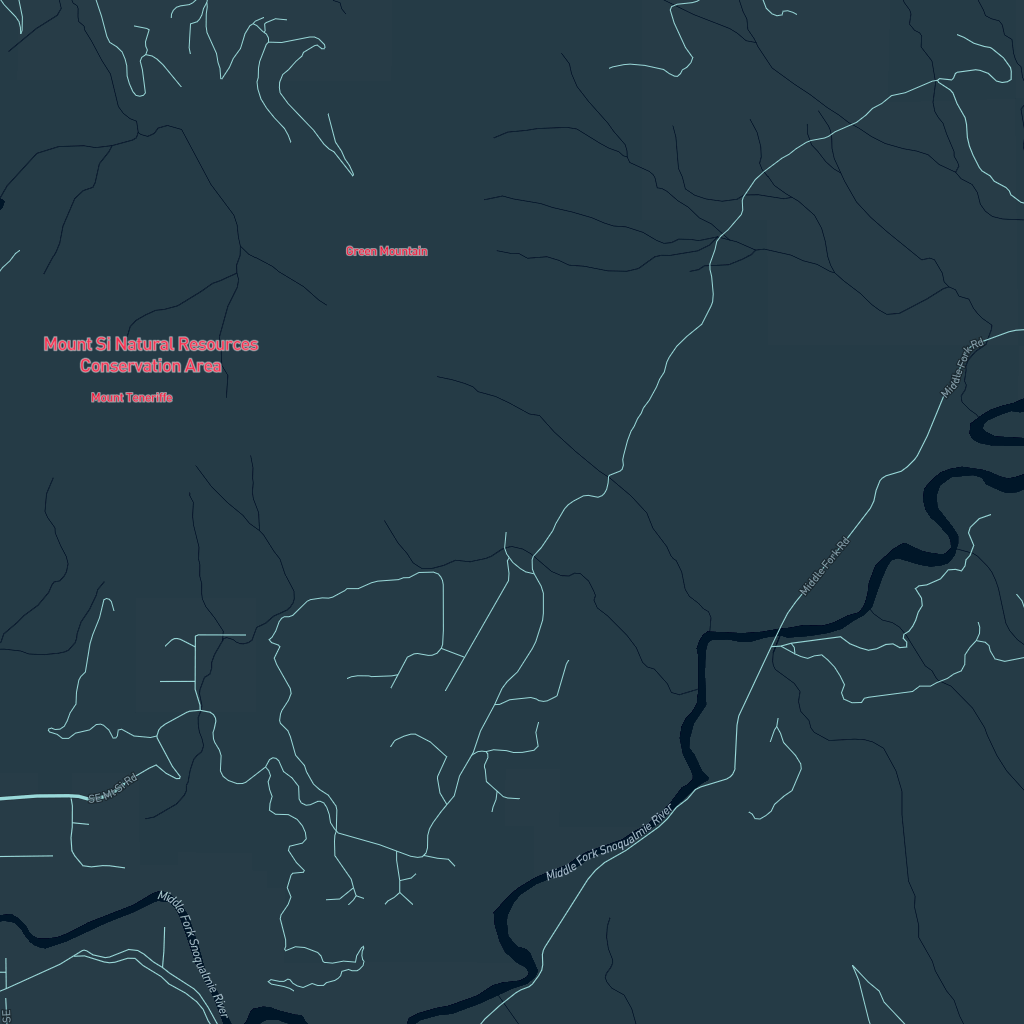 Green Mountain
Mount Si Natural Resources
Conservation Area
Mount Teneriffe
Middle Fork Rd
Middle Fork Rd
SE Mt Si Rd
Middle Fork Snoqualmie River
Middle Fork Snoqualmie River
SE